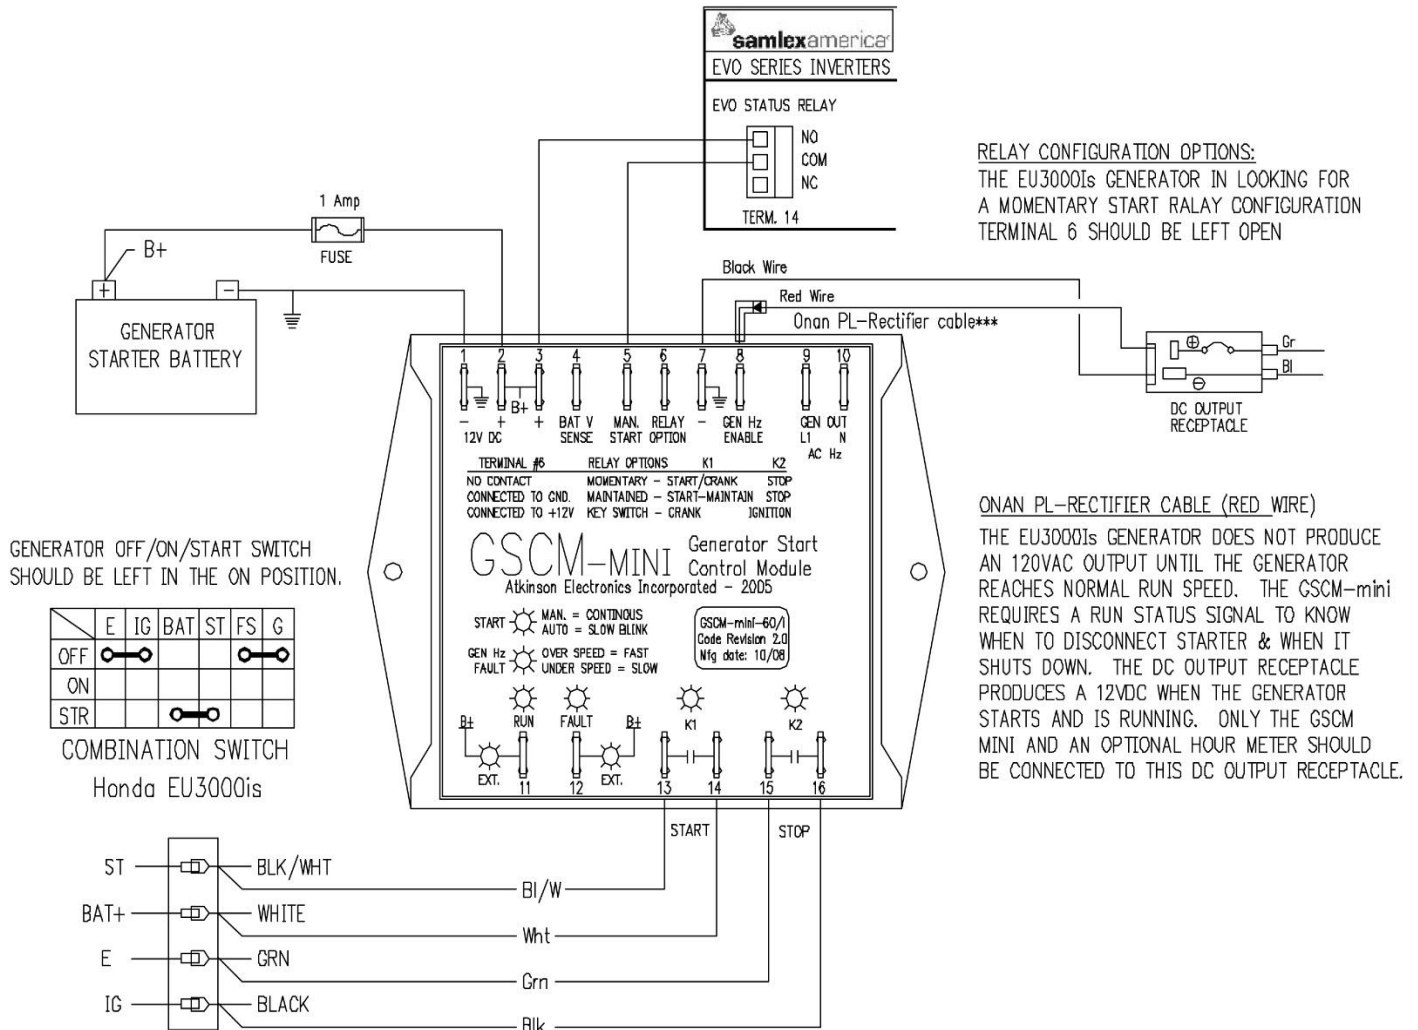 samlexamerica
EVO SERIES INVERTERS
EVO STATUS RELAY
NO
COM
NC
TERM. 14
RELAY CONFIGURATION OPTIONS:
THE EU3000Is GENERATOR IN LOOKING FOR
A MOMENTARY START RALAY CONFIGURATION
TERMINAL 6 SHOULD BE LEFT OPEN
1 Amp
FUSE
B+
+
-
GENERATOR
STARTER BATTERY
Black Wire
Red Wire
Onan PL-Rectifier cable***
+
-
Gr
Bl
DC OUTPUT
RECEPTACLE
1 2 3 4 5 6 7 8 9 10
B+
- + + BAT V MAN. RELAY - GEN Hz GEN OUT
12V DC SENSE START OPTION ENABLE L1 N
AC Hz
TERMINAL #6 RELAY OPTIONS K1 K2
NO CONTACT MOMENTARY - START/CRANK STOP
CONNECTED TO GND. MAINTAINED - START-MAINTAIN STOP
CONNECTED TO +12V KEY SWITCH - CRANK IGNITION
GSCM-MINI Generator Start
Control Module
Atkinson Electronics Incorporated - 2005
START MAN. = CONTINOUS
AUTO = SLOW BLINK
GEN Hz OVER SPEED = FAST
FAULT UNDER SPEED = SLOW
GSCM-mini-60/1
Code Revision 2.0
Mfg date: 10/08
B+ RUN FAULT B+ K1 K2
EXT. EXT.
11 12 13 14 15 16
START STOP
ONAN PL-RECTIFIER CABLE (RED WIRE)
THE EU3000Is GENERATOR DOES NOT PRODUCE
AN 120VAC OUTPUT UNTIL THE GENERATOR
REACHES NORMAL RUN SPEED. THE GSCM-mini
REQUIRES A RUN STATUS SIGNAL TO KNOW
WHEN TO DISCONNECT STARTER & WHEN IT
SHUTS DOWN. THE DC OUTPUT RECEPTACLE
PRODUCES A 12VDC WHEN THE GENERATOR
STARTS AND IS RUNNING. ONLY THE GSCM
MINI AND AN OPTIONAL HOUR METER SHOULD
BE CONNECTED TO THIS DC OUTPUT RECEPTACLE.
GENERATOR OFF/ON/START SWITCH
SHOULD BE LEFT IN THE ON POSITION.
E IG BAT ST FS G
OFF
ON
STR
COMBINATION SWITCH
Honda EU3000is
ST BLK/WHT
Bl/W
BAT+ WHITE
Wht
E GRN
Grn
IG BLACK
Blk